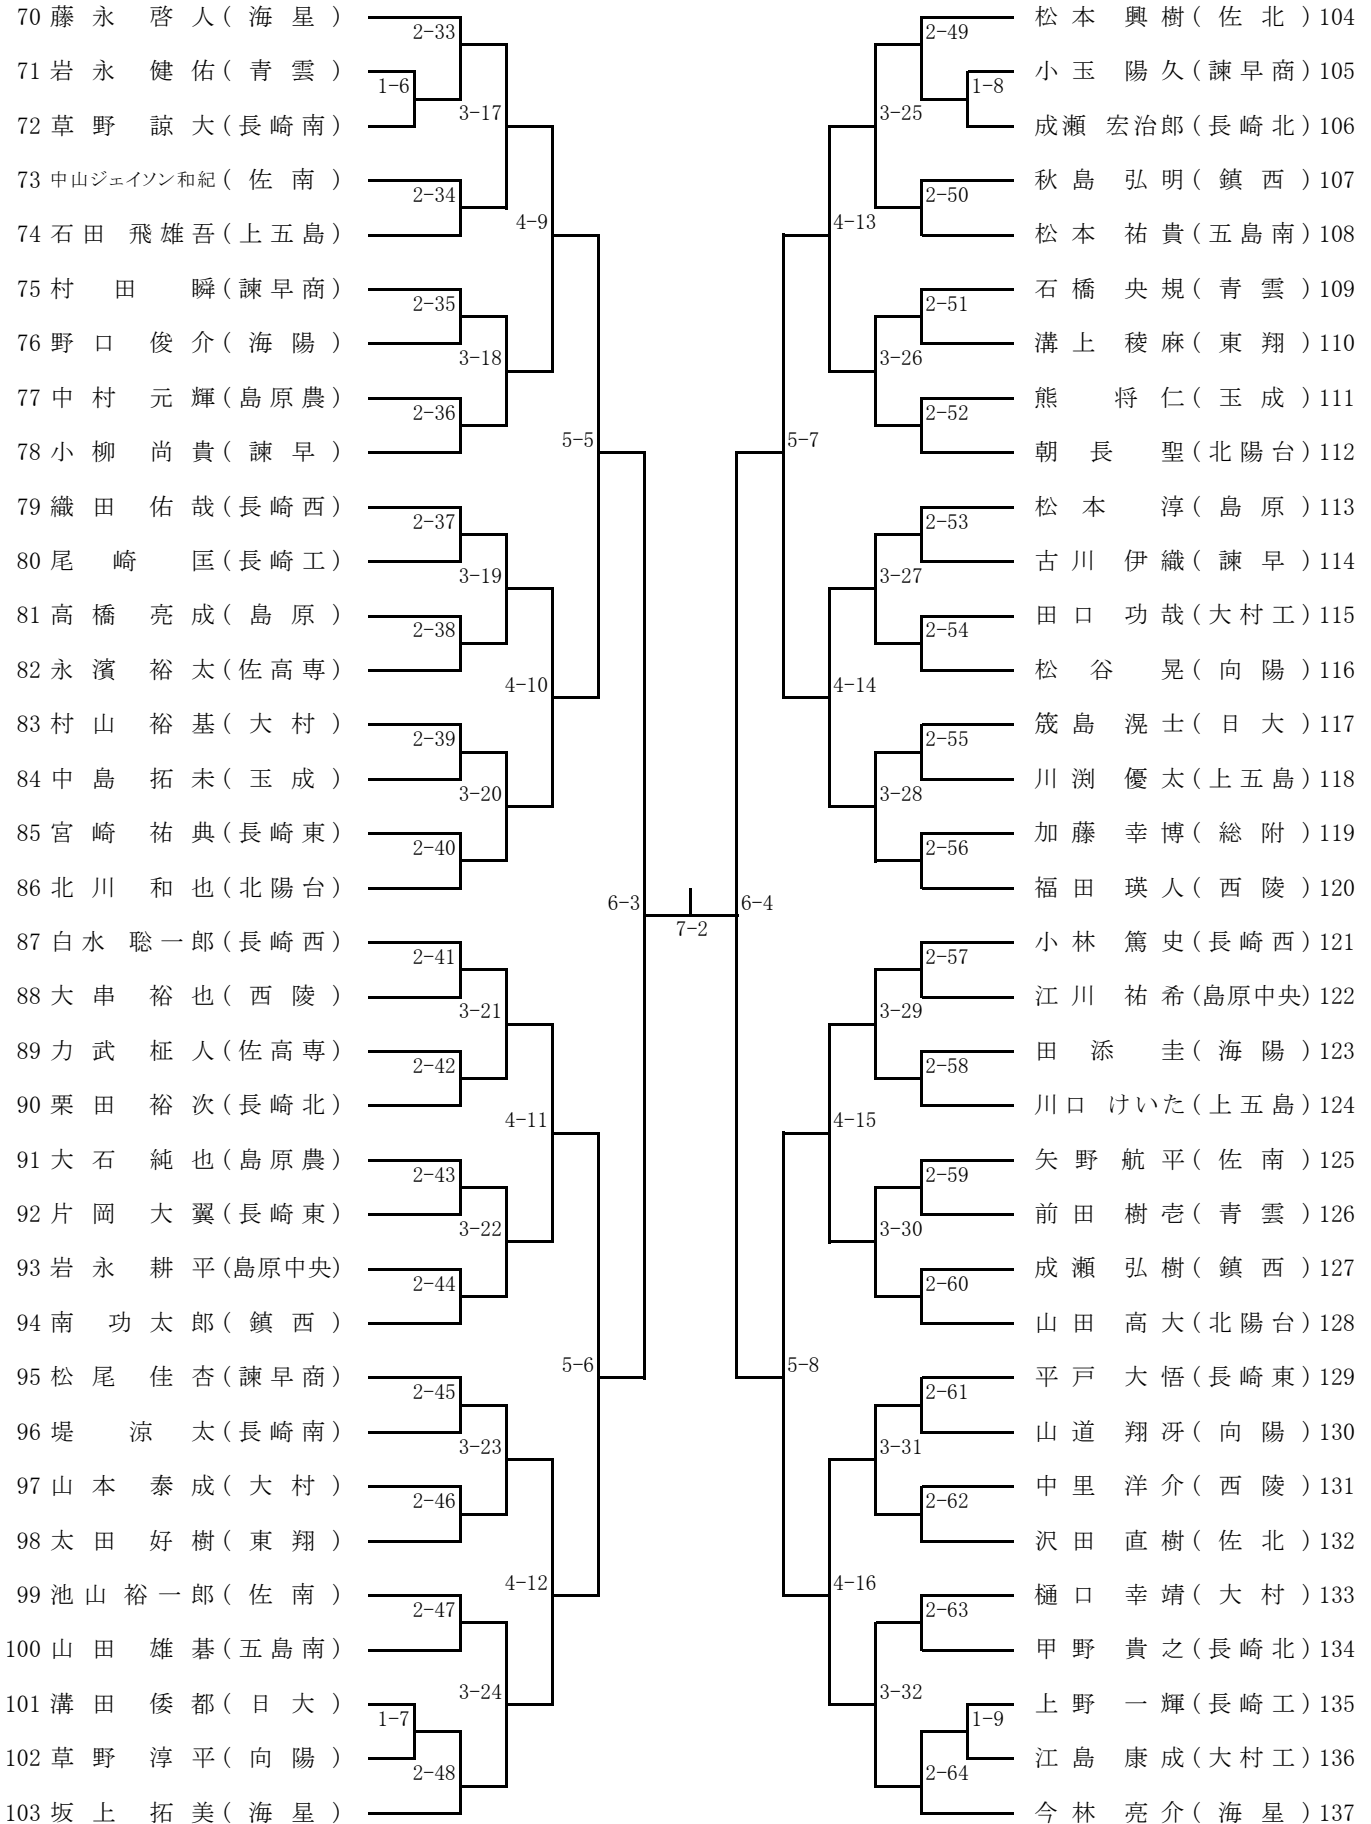 70 藤永 啓人 ( 海星 )
71 岩永 健佑 ( 青雲 )
72 草野 諒大 ( 長崎南 )
73 中山ジェイソン和紀 ( 佐南 )
74 石田 飛雄吾 ( 上五島 )
75 村田 瞬 ( 諫早商 )
76 野口 俊介 ( 海陽 )
77 中村 元輝 ( 島原農 )
78 小柳 尚貴 ( 諫早 )
79 織田 佑哉 ( 長崎西 )
80 尾崎 匡 ( 長崎工 )
81 高橋 亮成 ( 島原 )
82 永濱 裕太 ( 佐高専 )
83 村山 裕基 ( 大村 )
84 中島 拓未 ( 玉成 )
85 宮崎 祐典 ( 長崎東 )
86 北川 和也 ( 北陽台 )
87 白水 聡一郎 ( 長崎西 )
88 大串 裕也 ( 西陵 )
89 力武 柾人 ( 佐高専 )
90 栗田 裕次 ( 長崎北 )
91 大石 純也 ( 島原農 )
92 片岡 大翼 ( 長崎東 )
93 岩永 耕平 (島原中央)
94 南 功太郎 ( 鎮西 )
95 松尾 佳杏 ( 諫早商 )
96 堤 涼太 ( 長崎南 )
97 山本 泰成 ( 大村 )
98 太田 好樹 ( 東翔 )
99 池山 裕一郎 ( 佐南 )
100 山田 雄碁 ( 五島南 )
101 溝田 倭都 ( 日大 )
102 草野 淳平 ( 向陽 )
103 坂上 拓美 ( 海星 )
1-6
1-7
2-33
2-34
2-35
2-36
2-37
2-38
2-39
2-40
2-41
2-42
2-43
2-44
2-45
2-46
2-47
2-48
3-17
3-18
3-19
3-20
3-21
3-22
3-23
3-24
4-9
4-10
4-11
4-12
5-5
5-6
6-3
7-2
6-4
5-7
5-8
4-13
4-14
4-15
4-16
3-25
3-26
3-27
3-28
3-29
3-30
3-31
3-32
2-49
2-50
2-51
2-52
2-53
2-54
2-55
2-56
2-57
2-58
2-59
2-60
2-61
2-62
2-63
2-64
1-8
1-9
松本 興樹 ( 佐北 ) 104
小玉 陽久 ( 諫早商 ) 105
成瀬 宏治郎 ( 長崎北 ) 106
秋島 弘明 ( 鎮西 ) 107
松本 祐貴 ( 五島南 ) 108
石橋 央規 ( 青雲 ) 109
溝上 稜麻 ( 東翔 ) 110
熊 将仁 ( 玉成 ) 111
朝長 聖 ( 北陽台 ) 112
松本 淳 ( 島原 ) 113
古川 伊織 ( 諫早 ) 114
田口 功哉 ( 大村工 ) 115
松谷 晃 ( 向陽 ) 116
筬島 滉士 ( 日大 ) 117
川渕 優太 ( 上五島 ) 118
加藤 幸博 ( 総附 ) 119
福田 瑛人 ( 西陵 ) 120
小林 篤史 ( 長崎西 ) 121
江川 祐希 (島原中央) 122
田添 圭 ( 海陽 ) 123
川口 けいた ( 上五島 ) 124
矢野 航平 ( 佐南 ) 125
前田 樹壱 ( 青雲 ) 126
成瀬 弘樹 ( 鎮西 ) 127
山田 高大 ( 北陽台 ) 128
平戸 大悟 ( 長崎東 ) 129
山道 翔冴 ( 向陽 ) 130
中里 洋介 ( 西陵 ) 131
沢田 直樹 ( 佐北 ) 132
樋口 幸靖 ( 大村 ) 133
甲野 貴之 ( 長崎北 ) 134
上野 一輝 ( 長崎工 ) 135
江島 康成 ( 大村工 ) 136
今林 亮介 ( 海星 ) 137